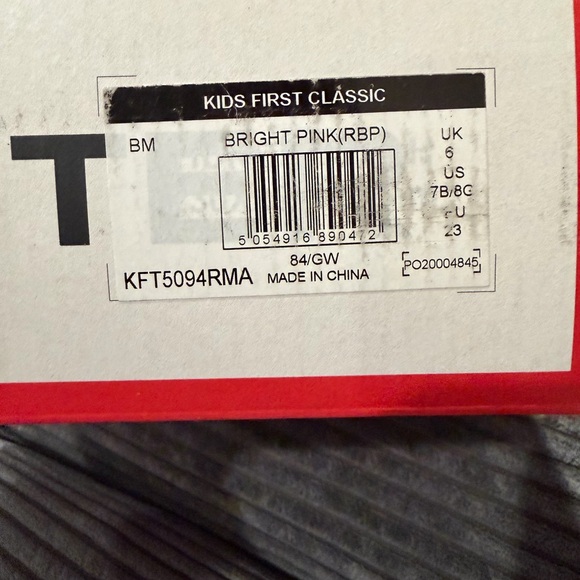 KIDS FIRST CLASSIC
BM
BRIGHT PINK(RBP)
UK
6
US
7B/8G
23
5 054916 890472
84/GW
MADE IN CHINA
KFT5094RMA
PO20004845
T